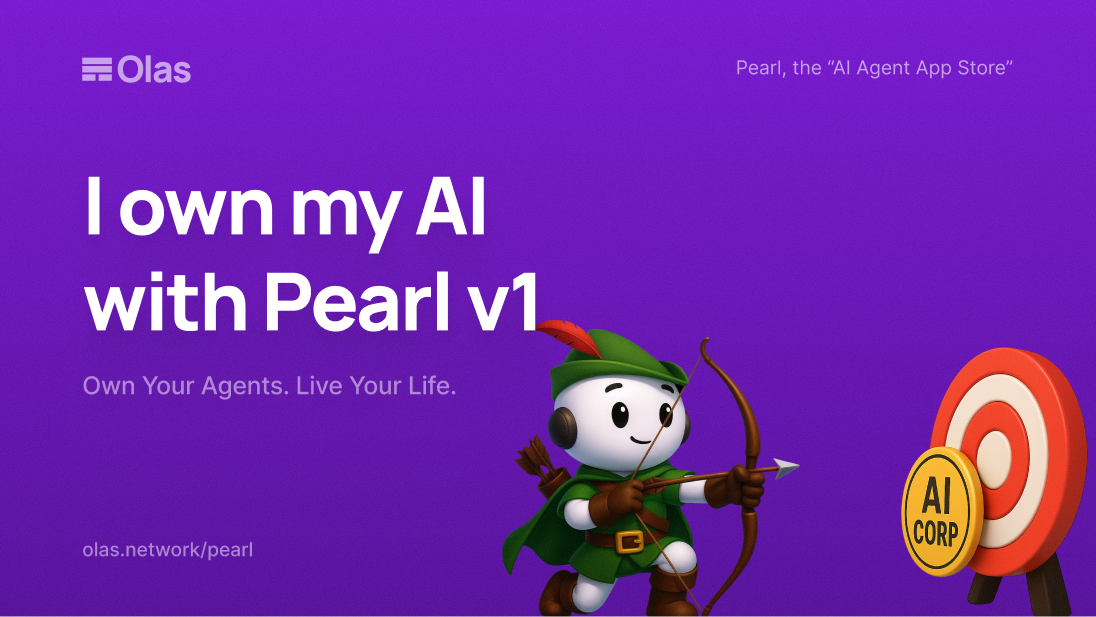 Olas
Pearl, the “AI Agent App Store”
I own my AI
with Pearl v1
Own Your Agents. Live Your Life.
AI
CORP
olas.network/pearl